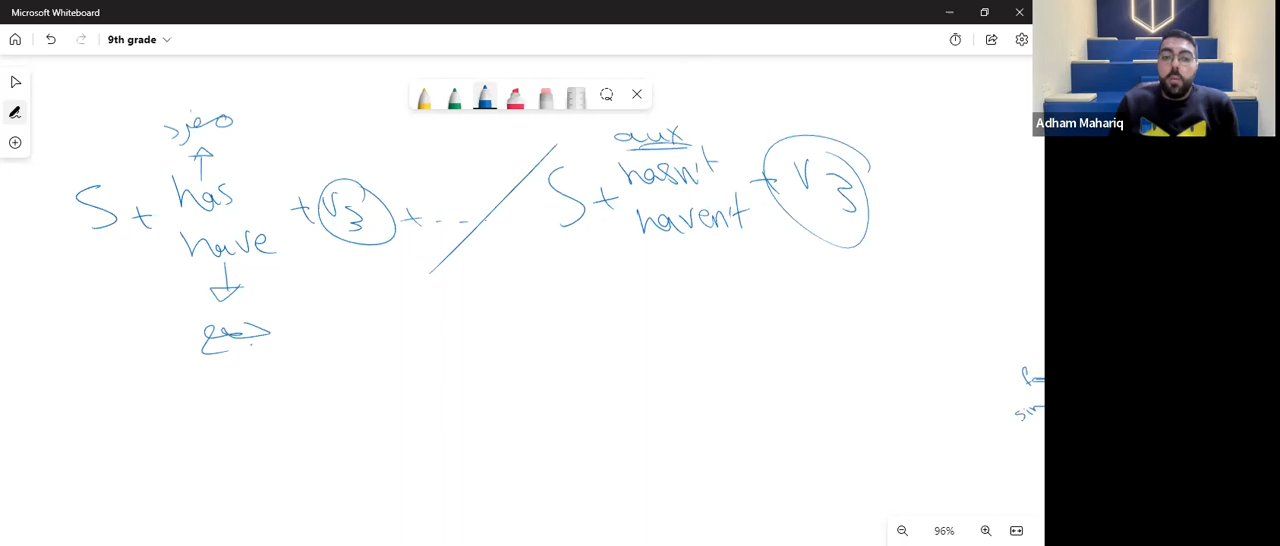 Microsoft Whiteboard
9th grade
Adham Mahariq
مفرد
S + has have + V3 + ...
جمع
aux
S + hasn't haven't + V3
96%